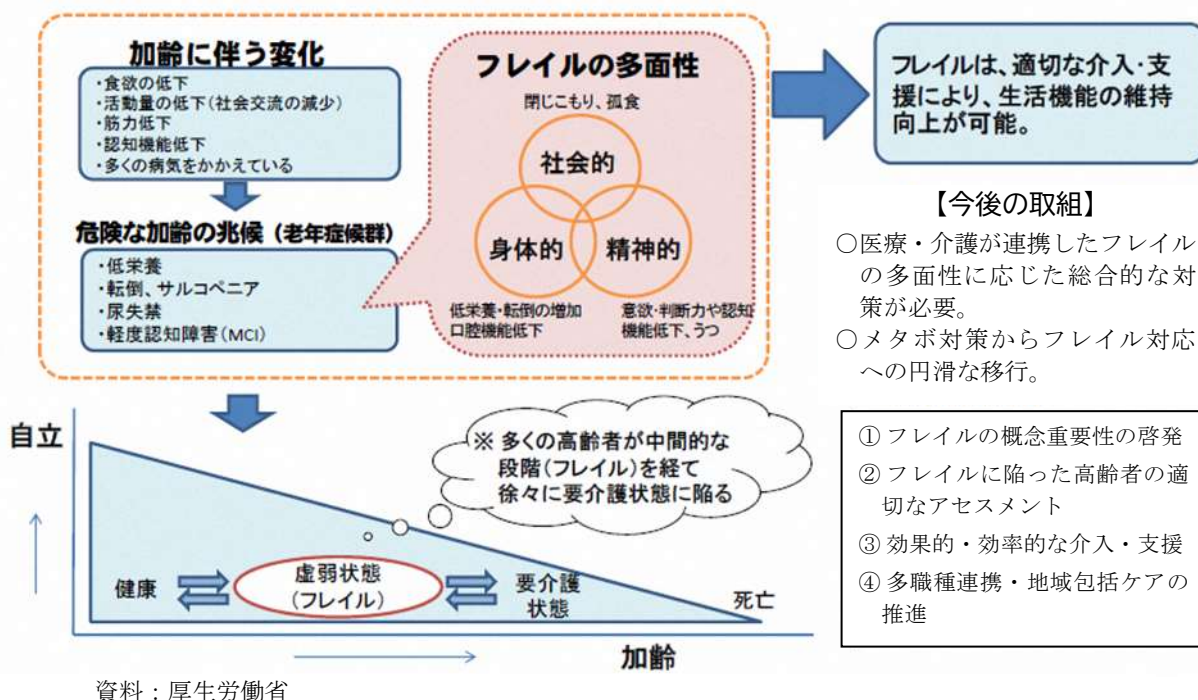 加齢に伴う変化
・食欲の低下
・活動量の低下(社会交流の減少)
・筋力低下
・認知機能低下
・多くの病気をかかえている
危険な加齢の兆候(老年症候群)
・低栄養
・転倒、サルコペニア
・尿失禁
・軽度認知障害(MCI)
フレイルの多面性
閉じこもり、孤食
社会的
身体的
精神的
低栄養・転倒の増加
口腔機能低下
意欲・判断力や認知
機能低下、うつ
フレイルは、適切な介入・支
援により、生活機能の維持
向上が可能。
【今後の取組】
○医療・介護が連携したフレイル
の多面性に応じた総合的な対
策が必要。
○メタボ対策からフレイル対応
への円滑な移行。
① フレイルの概念重要性の啓発
② フレイルに陥った高齢者の適
切なアセスメント
③ 効果的・効率的な介入・支援
④ 多職種連携・地域包括ケアの
推進
自立
※ 多くの高齢者が中間的な
段階(フレイル)を経て
徐々に要介護状態に陥る
健康
虚弱状態
(フレイル)
要介護
状態
死亡
加齢
資料：厚生労働省